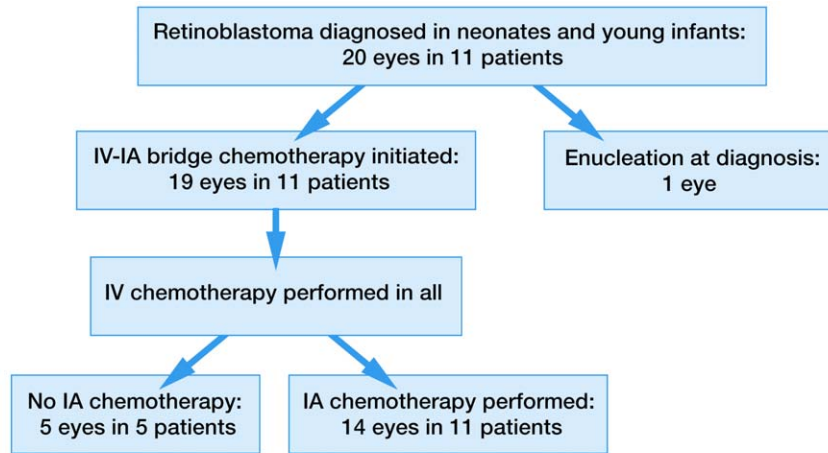 Retinoblastoma diagnosed in neonates and young infants:
20 eyes in 11 patients
IV-IA bridge chemotherapy initiated:
19 eyes in 11 patients
Enucleation at diagnosis:
1 eye
IV chemotherapy performed in all
No IA chemotherapy:
5 eyes in 5 patients
IA chemotherapy performed:
14 eyes in 11 patients